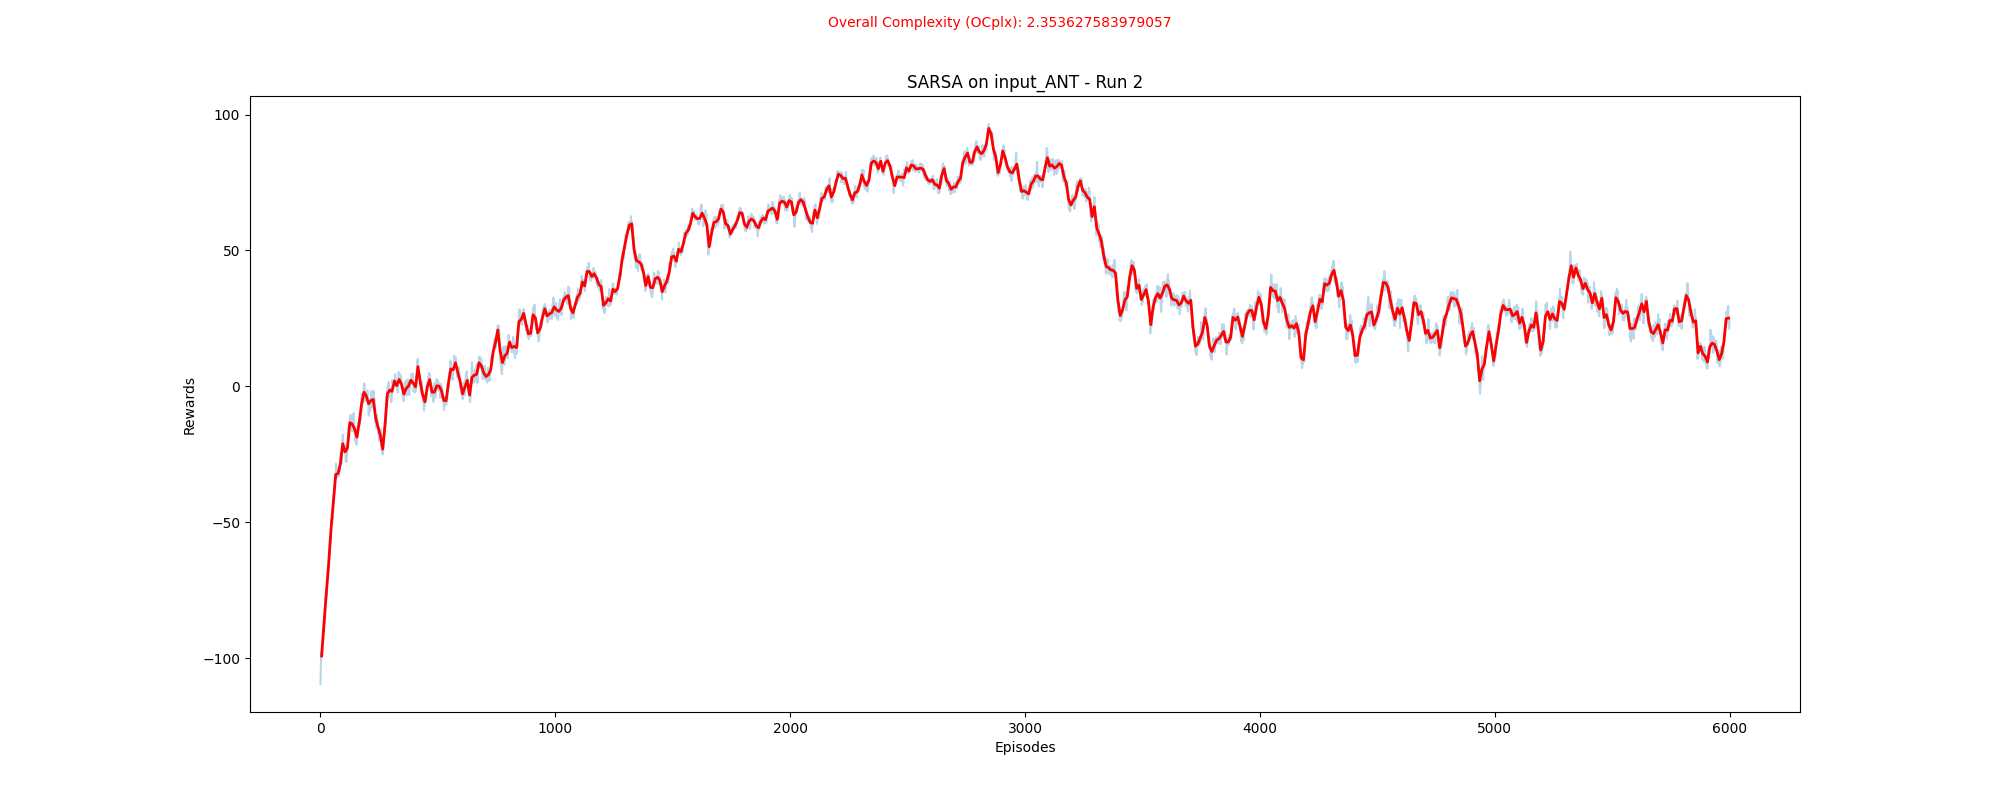 Overall Complexity (OCplx): 2.353627583979057
SARSA on input_ANT - Run 2
100
50
0
−50
−100
Rewards
0 1000 2000 3000 4000 5000 6000
Episodes